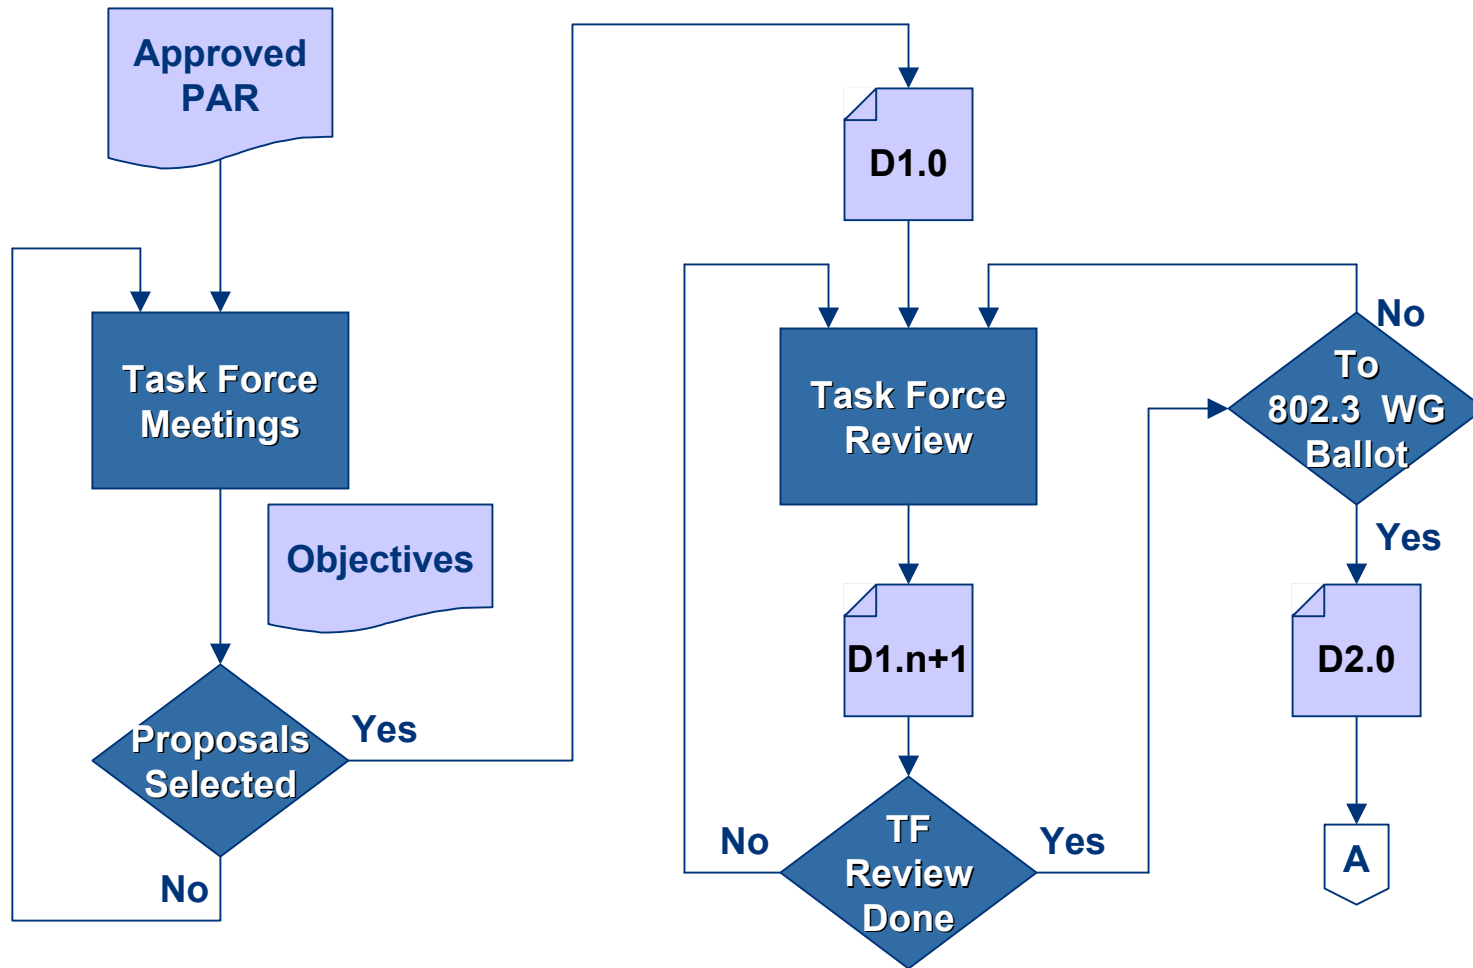 Approved
PAR
Task Force
Meetings
Objectives
Proposals
Selected
Yes
No
D1.0
Task Force
Review
D1.n+1
TF
Review
Done
No
Yes
To
802.3 WG
Ballot
No
Yes
D2.0
A